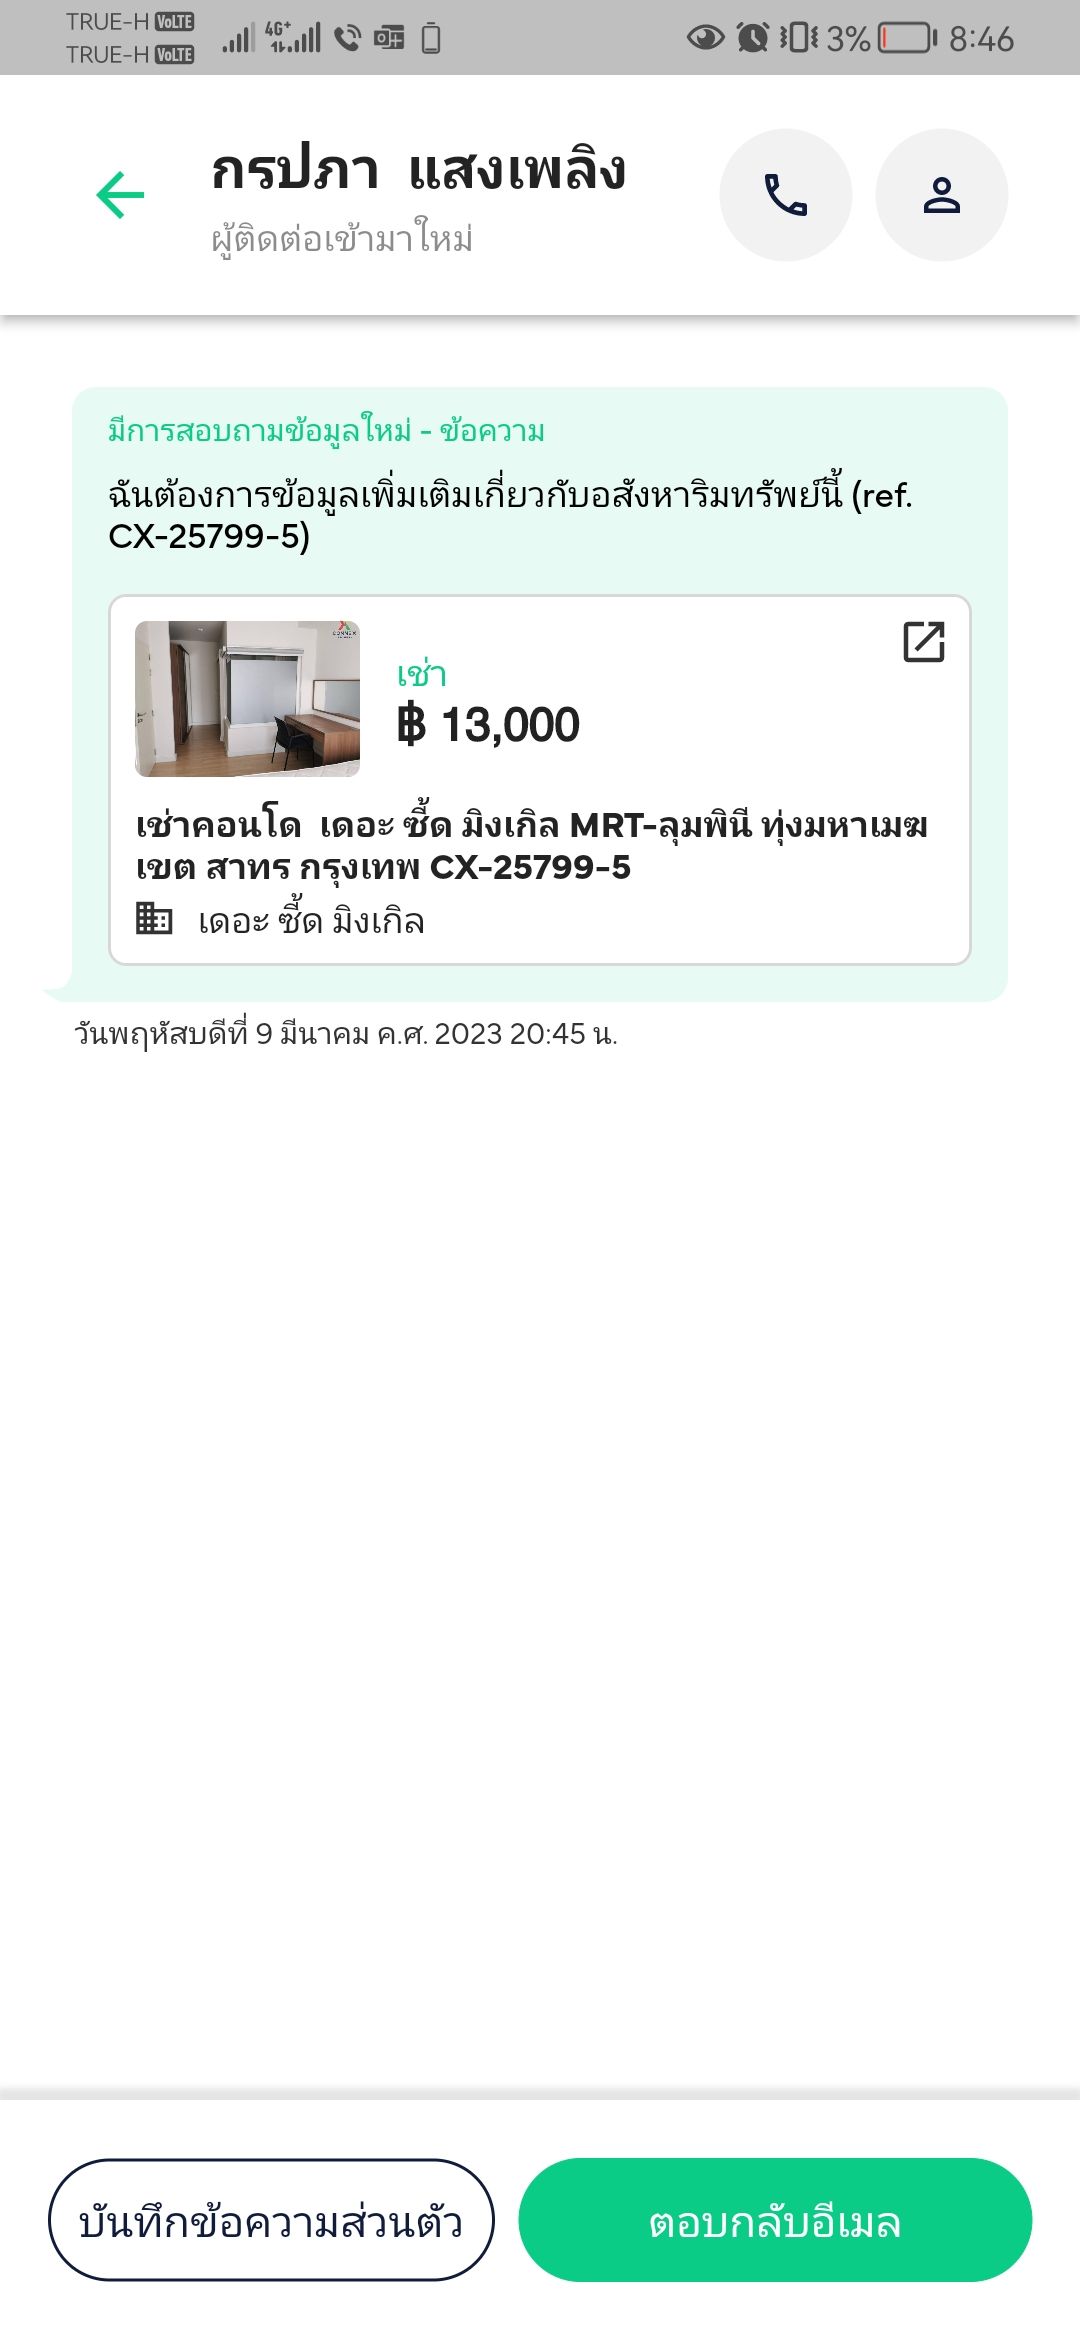 TRUE-H VoLTE
TRUE-H VoLTE
4G+
3%
8:46
กรปภา แสงเพลิง
ผู้ติดต่อเข้ามาใหม่
มีการสอบถามข้อมูลใหม่ - ข้อความ
ฉันต้องการข้อมูลเพิ่มเติมเกี่ยวกับอสังหาริมทรัพย์นี้ (ref.
CX-25799-5)
CONNEX
เช่า
฿ 13,000
เช่าคอนโด เดอะ ซี้ด มิงเกิล MRT-ลุมพินี ทุ่งมหาเมฆ
เขต สาทร กรุงเทพ CX-25799-5
เดอะ ซี้ด มิงเกิล
วันพฤหัสบดีที่ 9 มีนาคม ค.ศ. 2023 20:45 น.
บันทึกข้อความส่วนตัว
ตอบกลับอีเมล